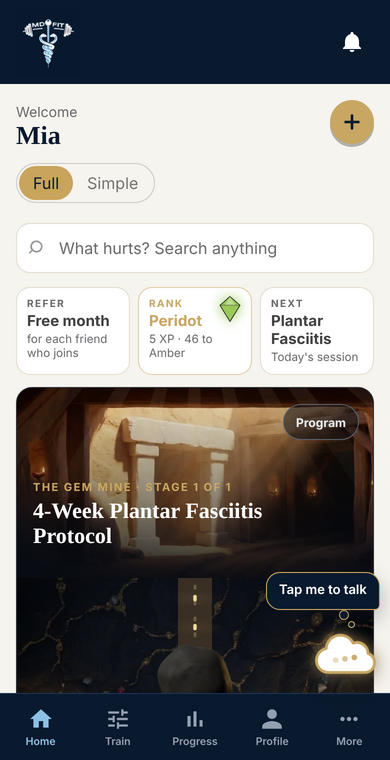 MD FIT
Welcome
Mia
Full Simple
What hurts? Search anything
REFER
Free month
for each friend
who joins
RANK
Peridot
5 XP · 46 to
Amber
NEXT
Plantar
Fasciitis
Today's session
Program
THE GEM MINE · STAGE 1 OF 1
4-Week Plantar Fasciitis
Protocol
Tap me to talk
Home Train Progress Profile More